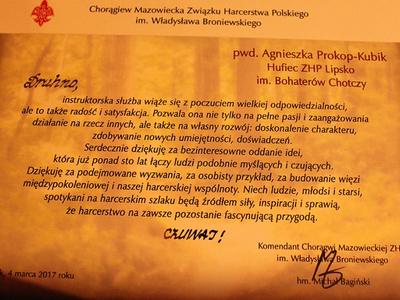 Chorągiew Mazowiecka Związku Harcerstwa Polskiego
im. Władysława Broniewskiego
pwd. Agnieszka Prokop-Kubik
Hufiec ZHP Lipsko
im. Bohaterów Chotczy
Druhno,
instruktorska służba wiąże się z poczuciem wielkiej odpowiedzialności,
ale to także radość i satysfakcja. Pozwala ona nie tylko na pełne pasji i zaangażowania
działanie na rzecz innych, ale także na własny rozwój: doskonalenie charakteru,
zdobywanie nowych umiejętności, doświadczeń.
Serdecznie dziękuję za bezinteresowne oddanie idei,
która już ponad sto lat łączy ludzi podobnie myślących i czujących.
Dziękuję za podejmowane wyzwania, za osobisty przykład, za budowanie więzi
międzypokoleniowej i naszej harcerskiej wspólnoty. Niech ludzie, młodsi i starsi,
spotykani na harcerskim szlaku będą źródłem siły, inspiracji i sprawią,
że harcerstwo na zawsze pozostanie fascynującą przygodą.
CZUWAJ!
Komendant Chorągwi Mazowieckiej ZH
im. Władysława Broniewskiego
hm. Michał Bagiński
4 marca 2017 roku